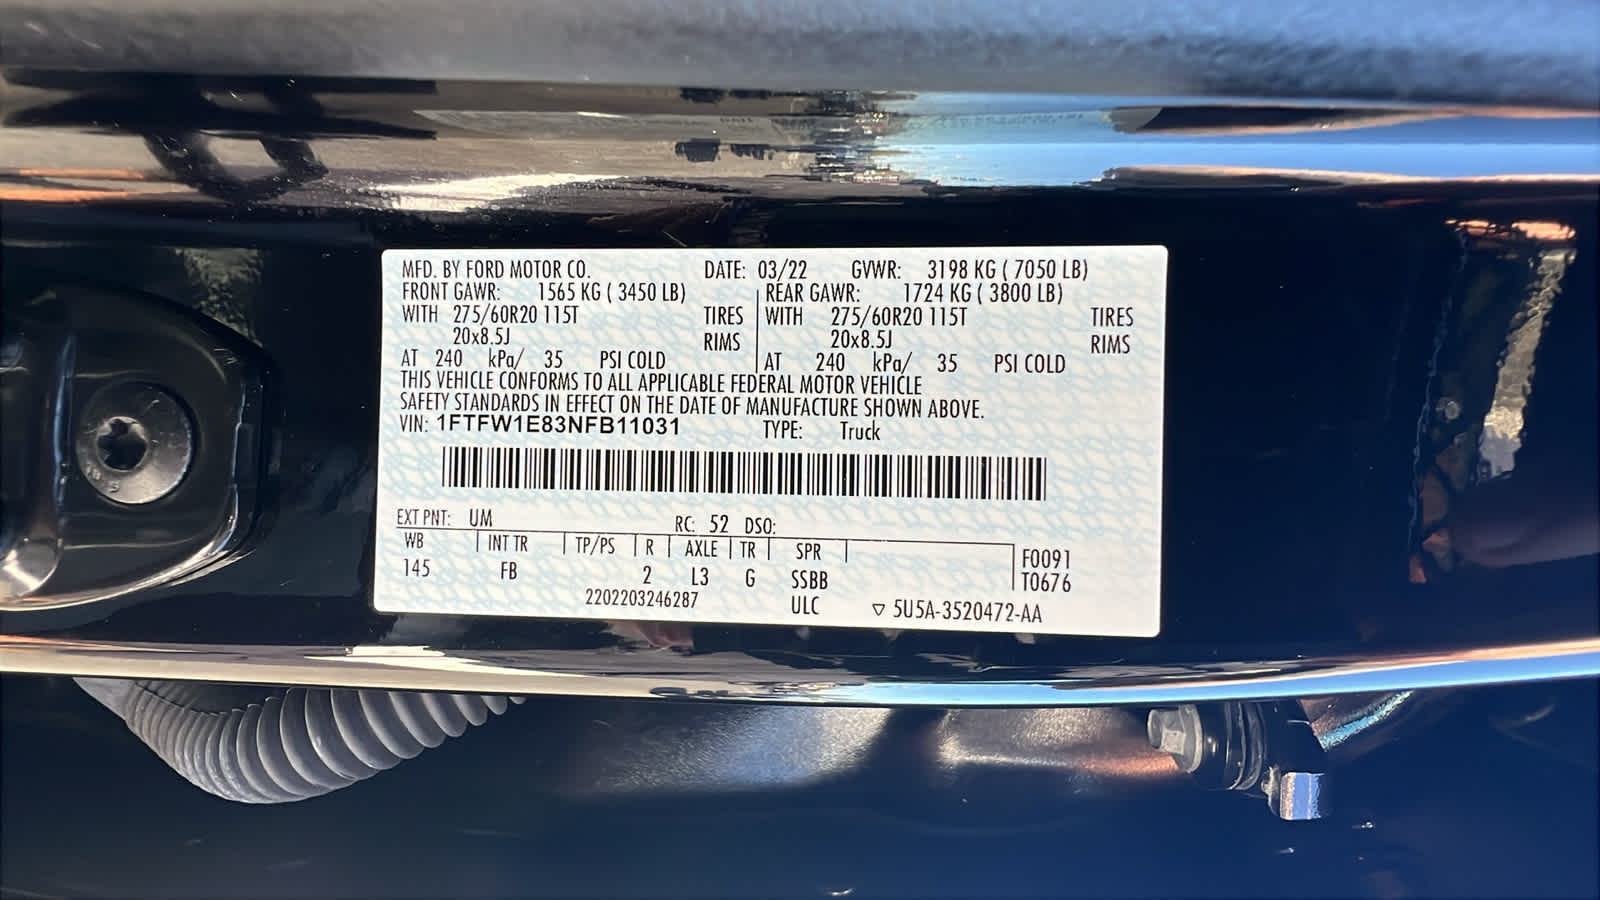 MFD. BY FORD MOTOR CO. DATE: 03/22 GVWR: 3198 KG ( 7050 LB)
FRONT GAWR: 1565 KG ( 3450 LB) REAR GAWR: 1724 KG ( 3800 LB)
WITH 275/60R20 115T TIRES WITH 275/60R20 115T TIRES
20x8.5J RIMS 20x8.5J RIMS
AT 240 kPa/ 35 PSI COLD AT 240 kPa/ 35 PSI COLD
THIS VEHICLE CONFORMS TO ALL APPLICABLE FEDERAL MOTOR VEHICLE
SAFETY STANDARDS IN EFFECT ON THE DATE OF MANUFACTURE SHOWN ABOVE.
VIN: 1FTFW1E83NFB11031 TYPE: Truck
EXT PNT: UM RC: 52 DSO:
WB INT TR TP/PS R AXLE TR SPR F0091
145 FB 2 L3 G SSBB T0676
2202203246287 ULC ▽ 5U5A-3520472-AA